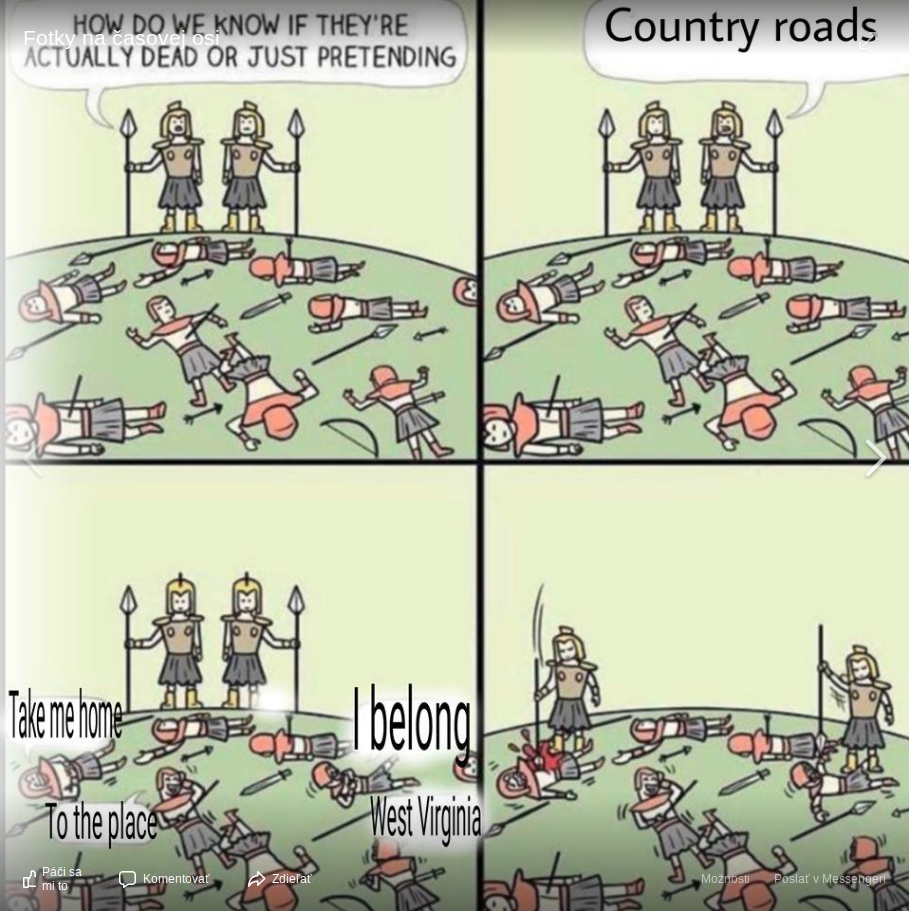 HOW DO WE KNOW IF THEY'RE
ACTUALLY DEAD OR JUST PRETENDING
Fotky na časovej osi
Country roads
Take me home
I belong
To the place
West Virginia
Páči sa
mi to
Komentovať
Zdieľať
Možnosti
Poslať v Messengeri